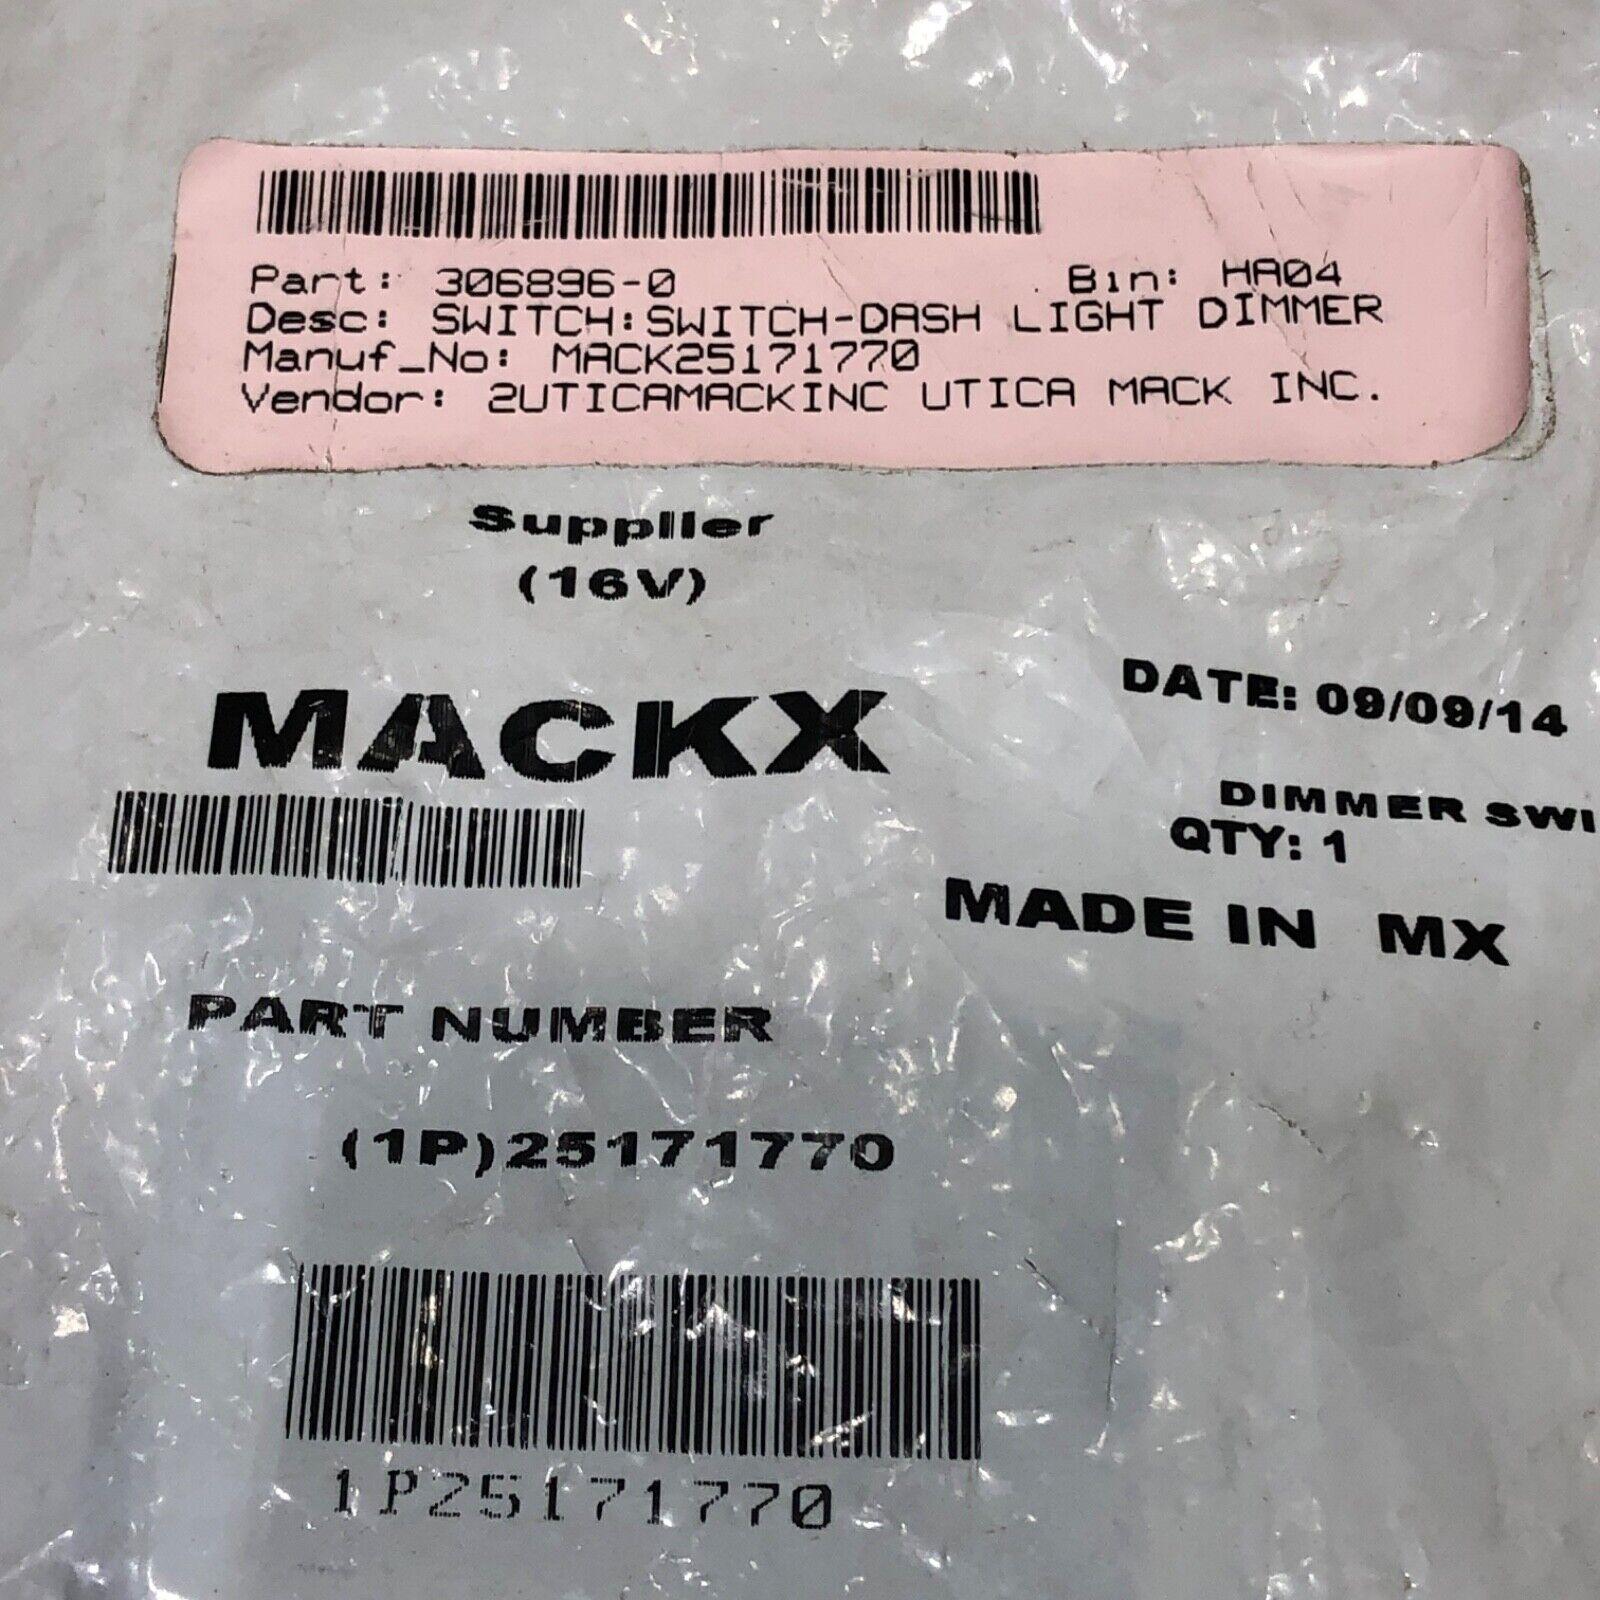 Part: 306896-0 Bin: HA04
Desc: SWITCH:SWITCH-DASH LIGHT DIMMER
Manuf_No: MACK25171770
Vendor: 2UTICAMACKINC UTICA MACK INC.
Supplier
(16V)
MACKX
DATE: 09/09/14
DIMMER SWI
QTY: 1
MADE IN MX
PART NUMBER
(1P)25171770
1P25171770